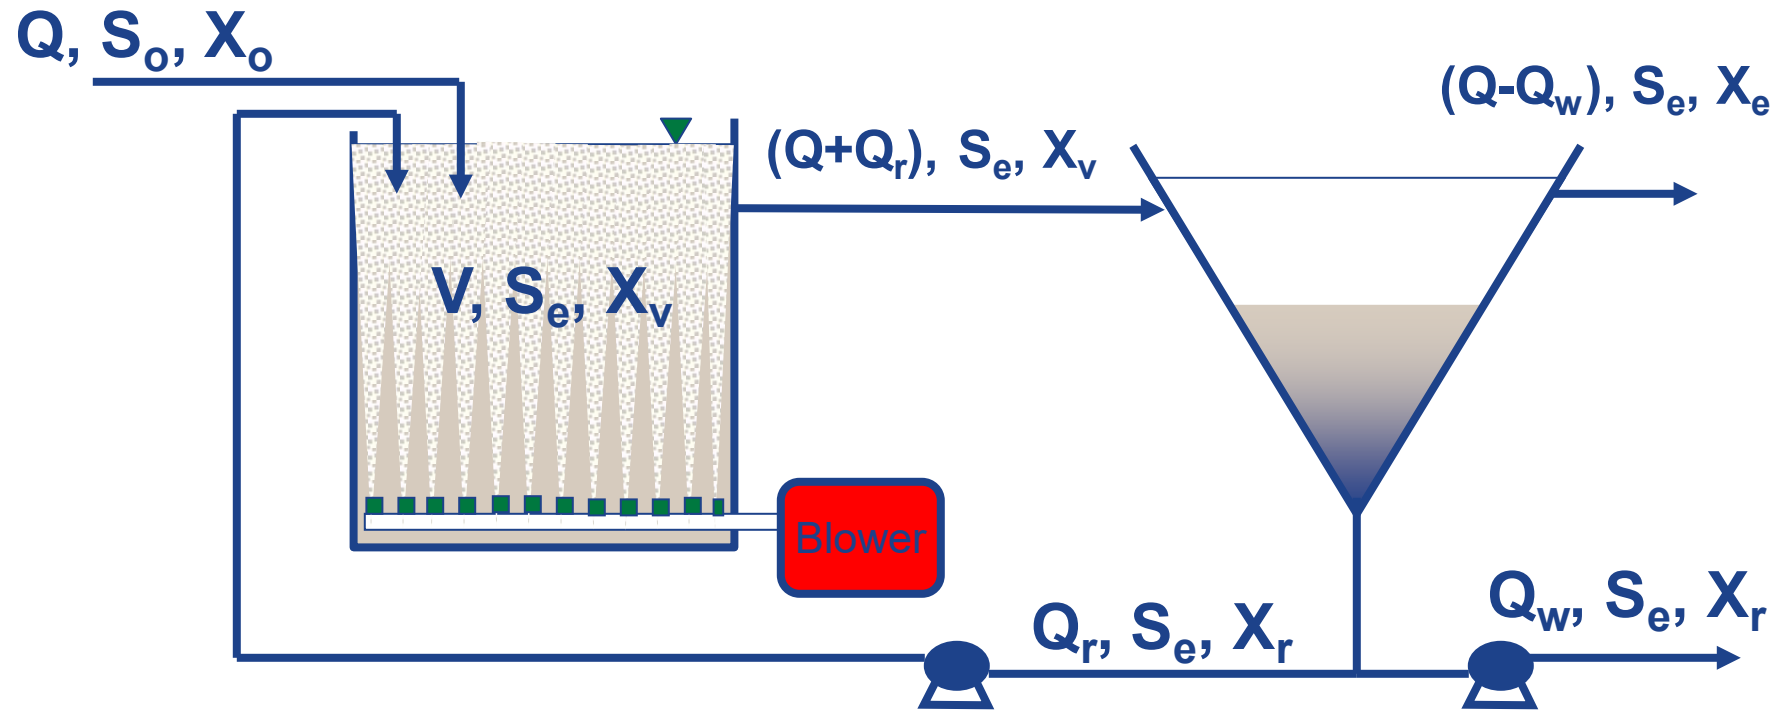 Q, Sₒ, Xₒ
(Q-Qw), Sₑ, Xₑ
(Q+Qᵣ), Sₑ, Xᵥ
V, Sₑ, Xᵥ
Blower
Qᵣ, Sₑ, Xᵣ
Qw, Sₑ, Xᵣ